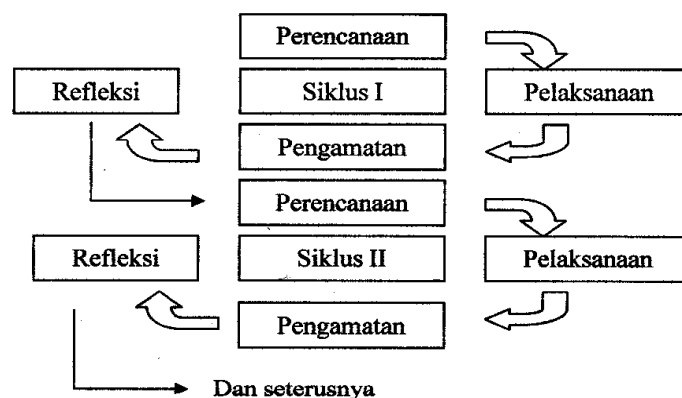 Perencanaan
Refleksi
Siklus I
Pelaksanaan
Pengamatan
Perencanaan
Refleksi
Siklus II
Pelaksanaan
Pengamatan
Dan seterusnya